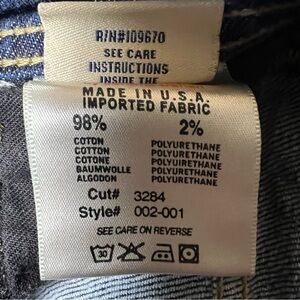 R/N#109670
SEE CARE
INSTRUCTIONS
INSIDE THE
MADE IN U.S.A.
IMPORTED FABRIC
98% 2%
COTON POLYURETHANE
COTTON POLYURETHANE
COTONE POLYUREETHANE
BAUMWOLLE POLYURETHANE
ALGODON POLYURETHANE
Cut# 3284
Style# 002-001
SEE CARE ON REVERSE
30